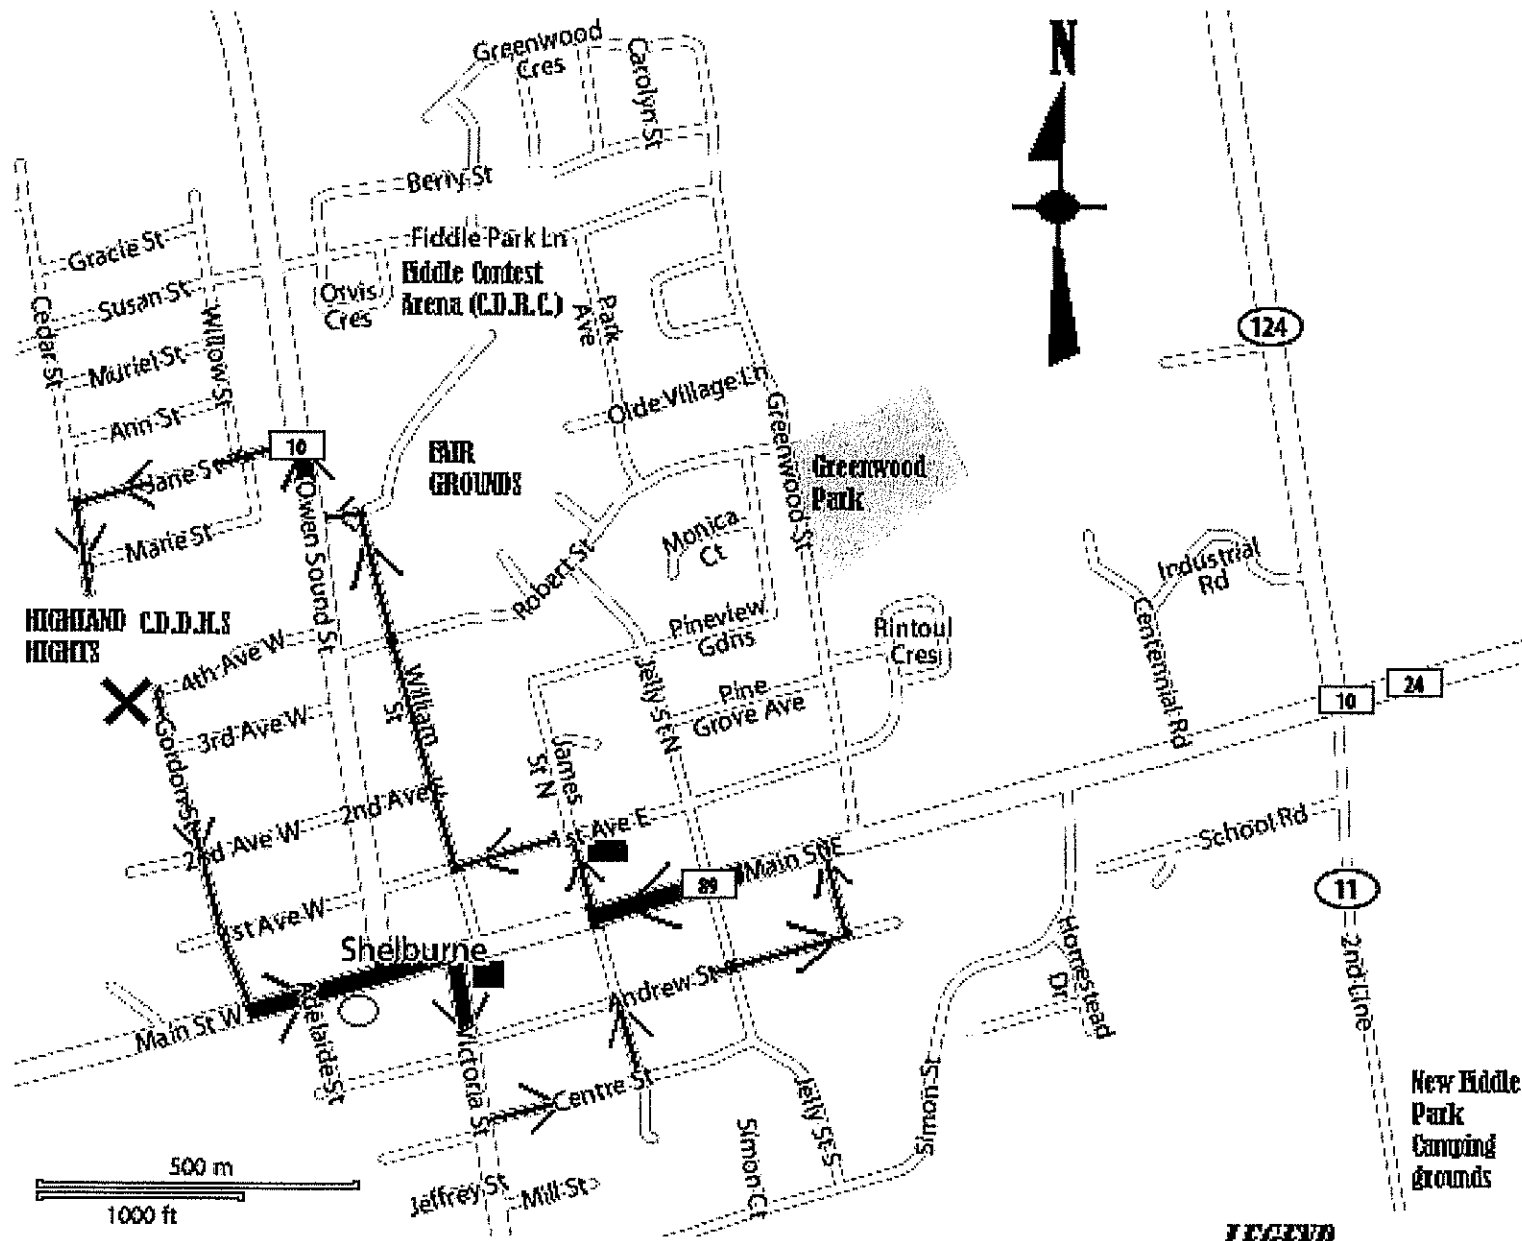 Greenwood
Cres
Carolyn St
N
Berry St
Gracie St
Fiddle Park Ln
Fiddle Contest
Arena (C.D.R.C.)
Susan St
Orvis
Cres
Cedar St
Willow St
Park
Ave
124
Muriel St
Ann St
Olde Village Ln
Greenwood St
10
FAIR
GROUNDS
Greenwood
Park
Jane St
Owen Sound St
Marie St
Monica
Ct
Industrial
Rd
Robert St
HIGHLAND C.D.D.H.S
HIGHTS
Pineview
Gdns
Rintoul
Cres
Centennial Rd
4th Ave W
William
St
Jelly St N
Pine
Grove Ave
24
10
3rd Ave W
Gordon St
James
St N
2nd Ave E
2nd Ave W
1st Ave E
School Rd
Main St E
89
11
1st Ave W
Shelburne
Andrew St E
Homestead
Dr
2nd Line
Main St W
Adelaide St
Victoria St
Centre St
Jelly St S
Simon St
New Fiddle
Park
Camping
grounds
Simon Ct
500 m
1000 ft
Jeffrey St
Mill St
LEGEND